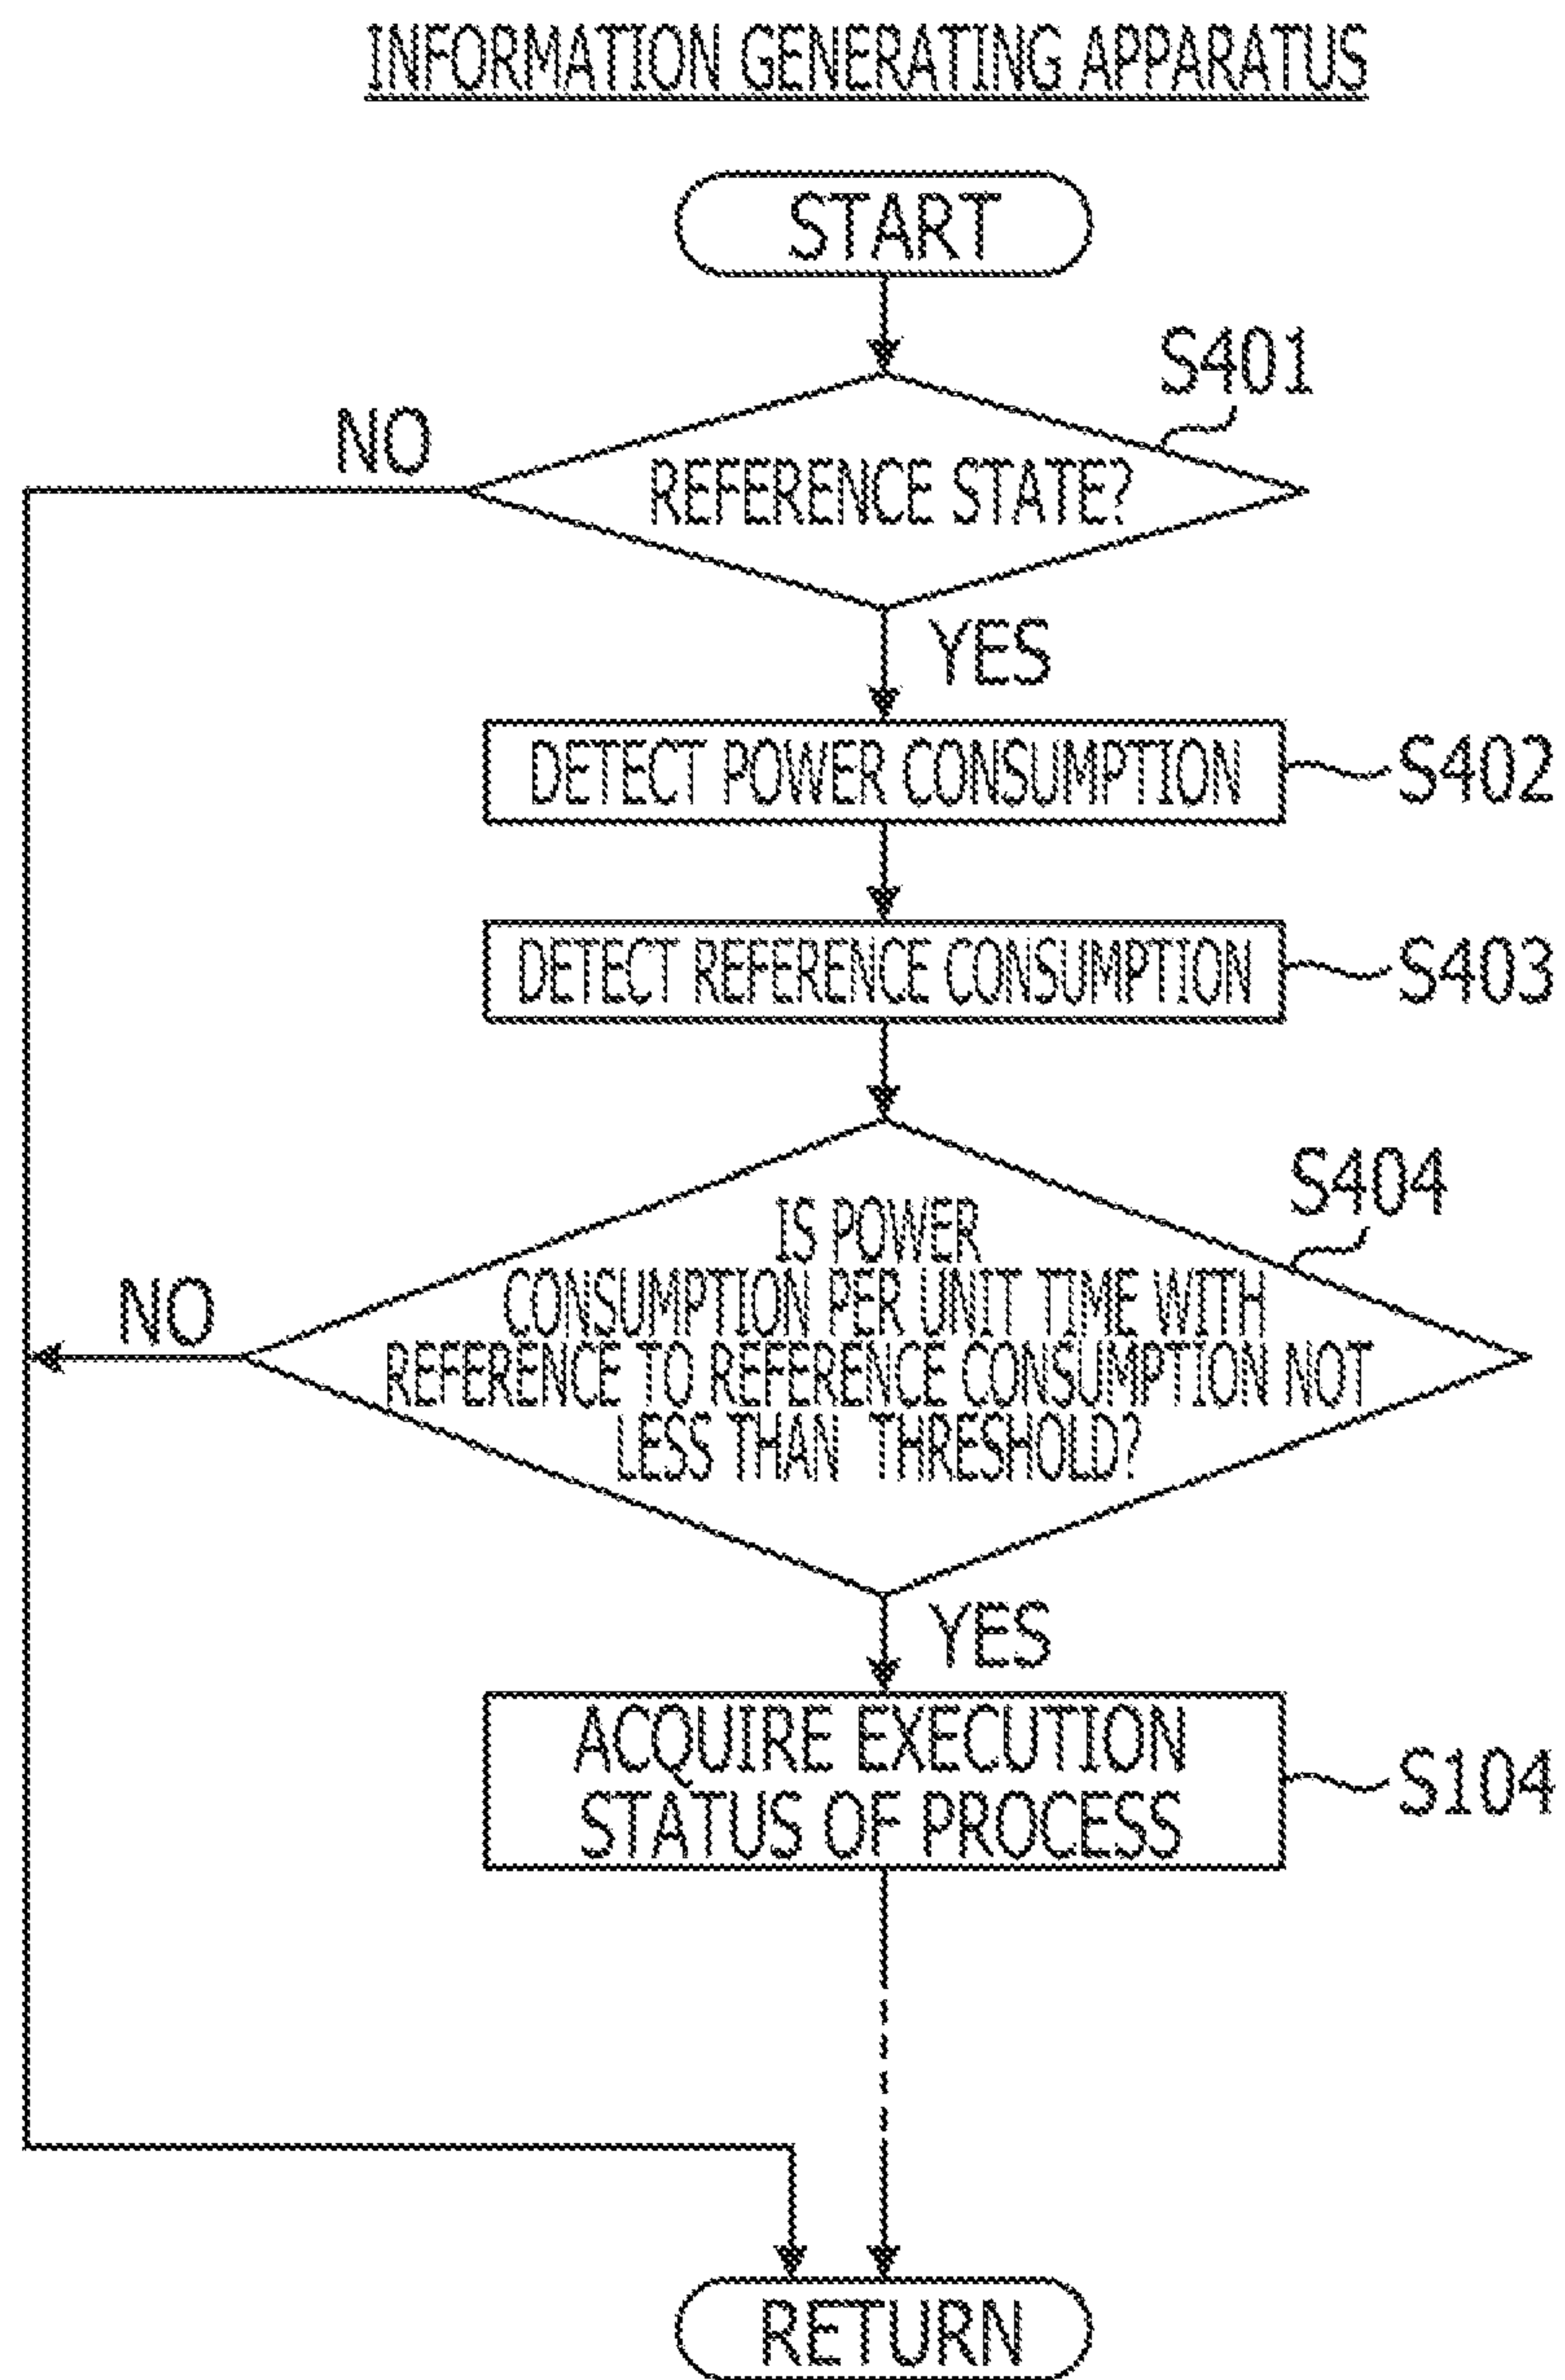 INFORMATION GENERATING APPARATUS
START
S401
NO
REFERENCE STATE?
YES
DETECT POWER CONSUMPTION
S402
DETECT REFERENCE CONSUMPTION
S403
S404
IS POWER
CONSUMPTION PER UNIT TIME WITH
REFERENCE TO REFERENCE CONSUMPTION NOT
LESS THAN THRESHOLD?
NO
YES
ACQUIRE EXECUTION
STATUS OF PROCESS
S104
RETURN